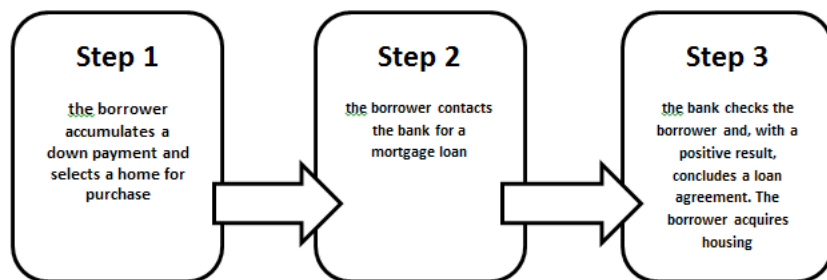 Step 1
the borrower
accumulates a
down payment and
selects a home for
purchase
Step 2
the borrower contacts
the bank for a
mortgage loan
Step 3
the bank checks the
borrower and, with a
positive result,
concludes a loan
agreement. The
borrower acquires
housing